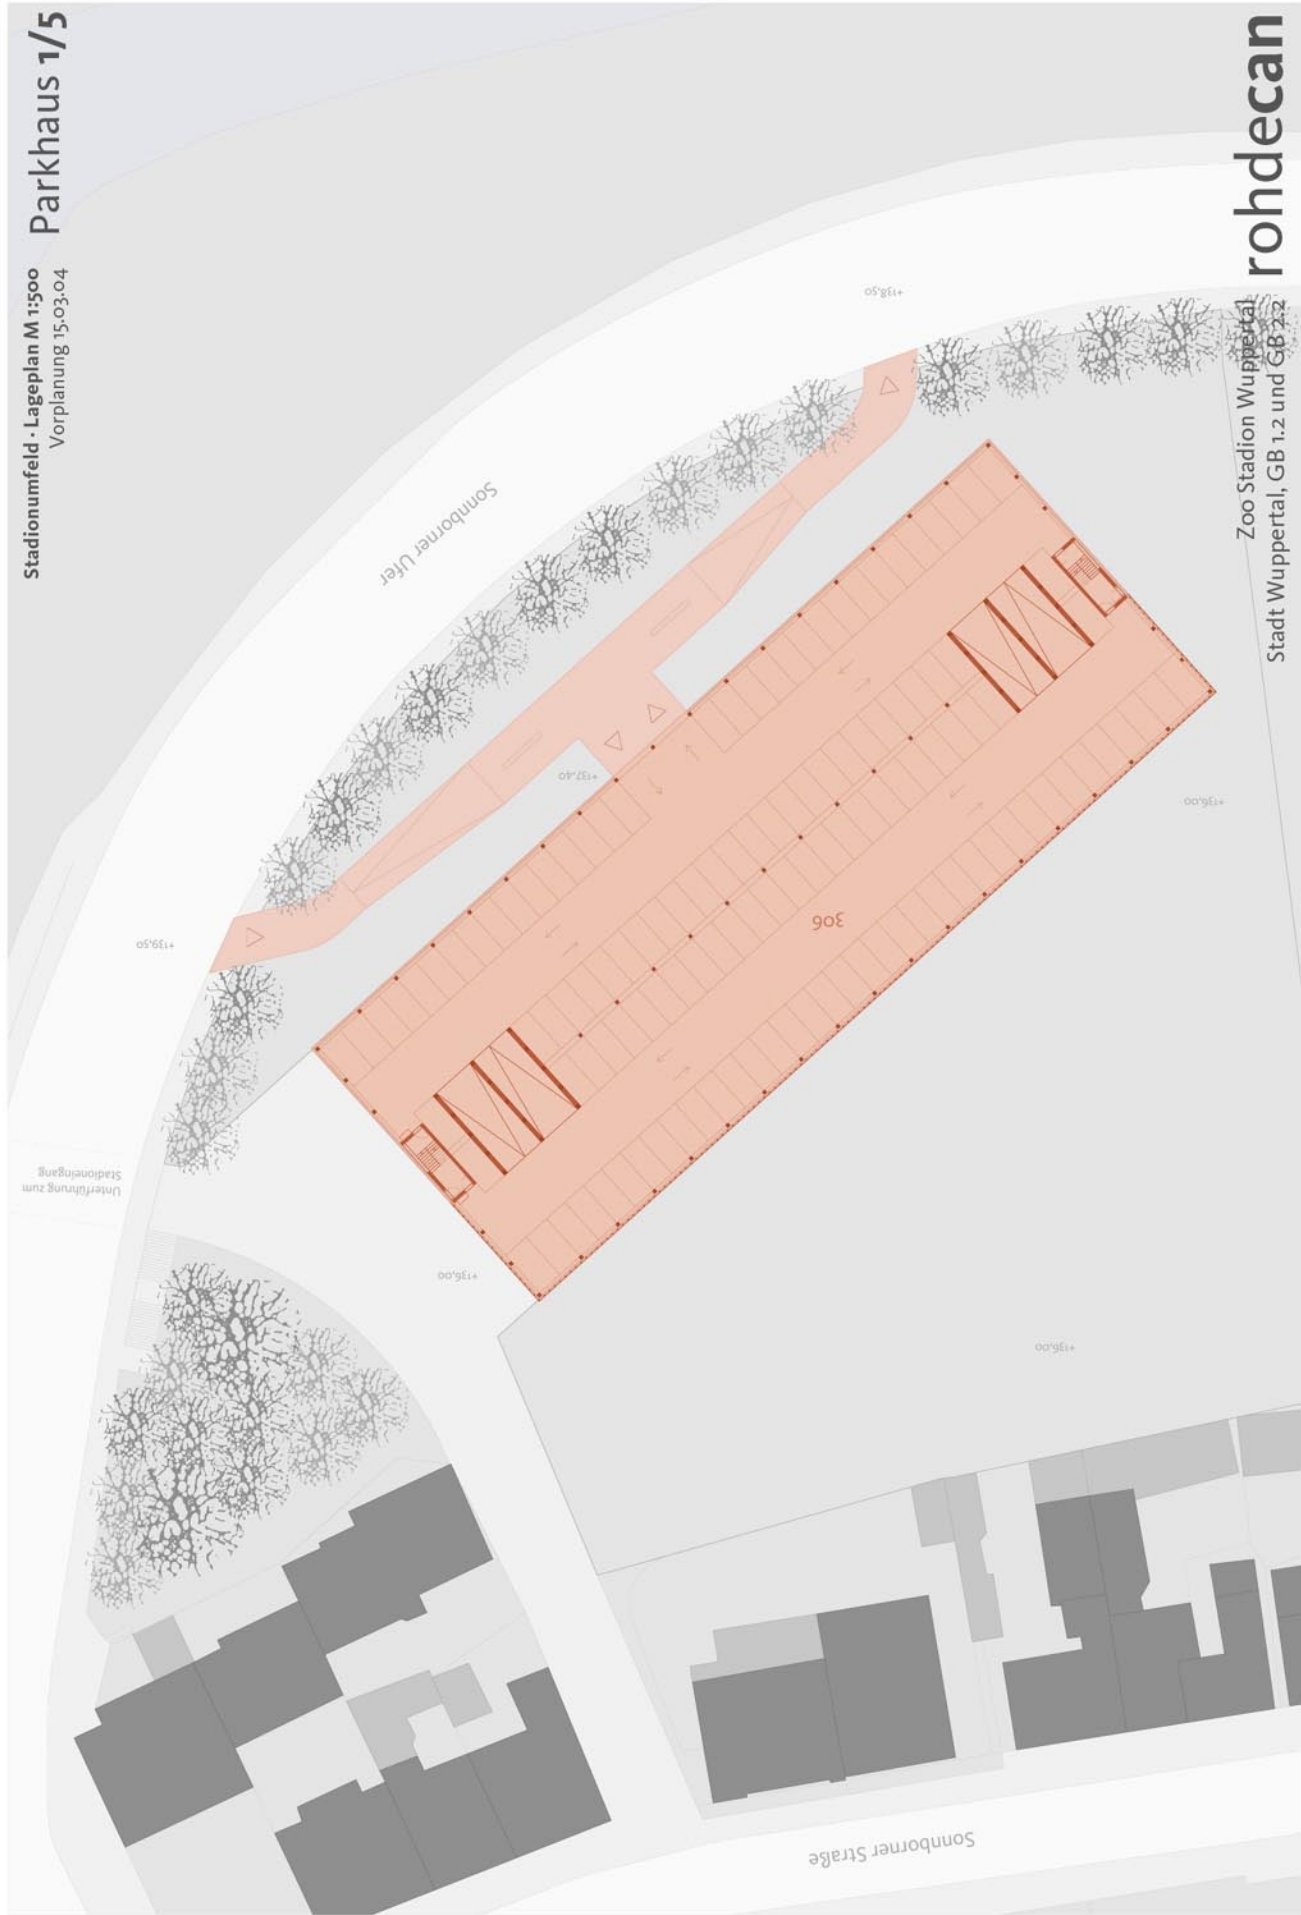 Parkhaus 1/5
Stadionumfeld · Lageplan M 1:500
Vorplanung 15.03.04
rohdecan
Zoo Stadion Wuppertal
Stadt Wuppertal, GB 1.2 und GB 2.2
+138,50
Sonnborner Ufer
+137,40
+136,00
306
+139,50
Unterführung zum
Stadioneingang
+136,00
+136,00
Sonnborner Straße